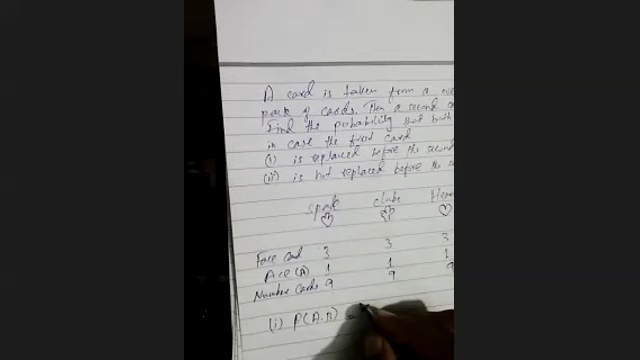 A card is taken from a
pack of cards. Then a second
Find the probability that both
in case the first card
(i) is replaced before the second
(ii) is not replaced before the
Spade clubs
Face card 3 3 3
Ace (A) 1 1 1
Number Cards 9 9 9
(i) P(A.B) =